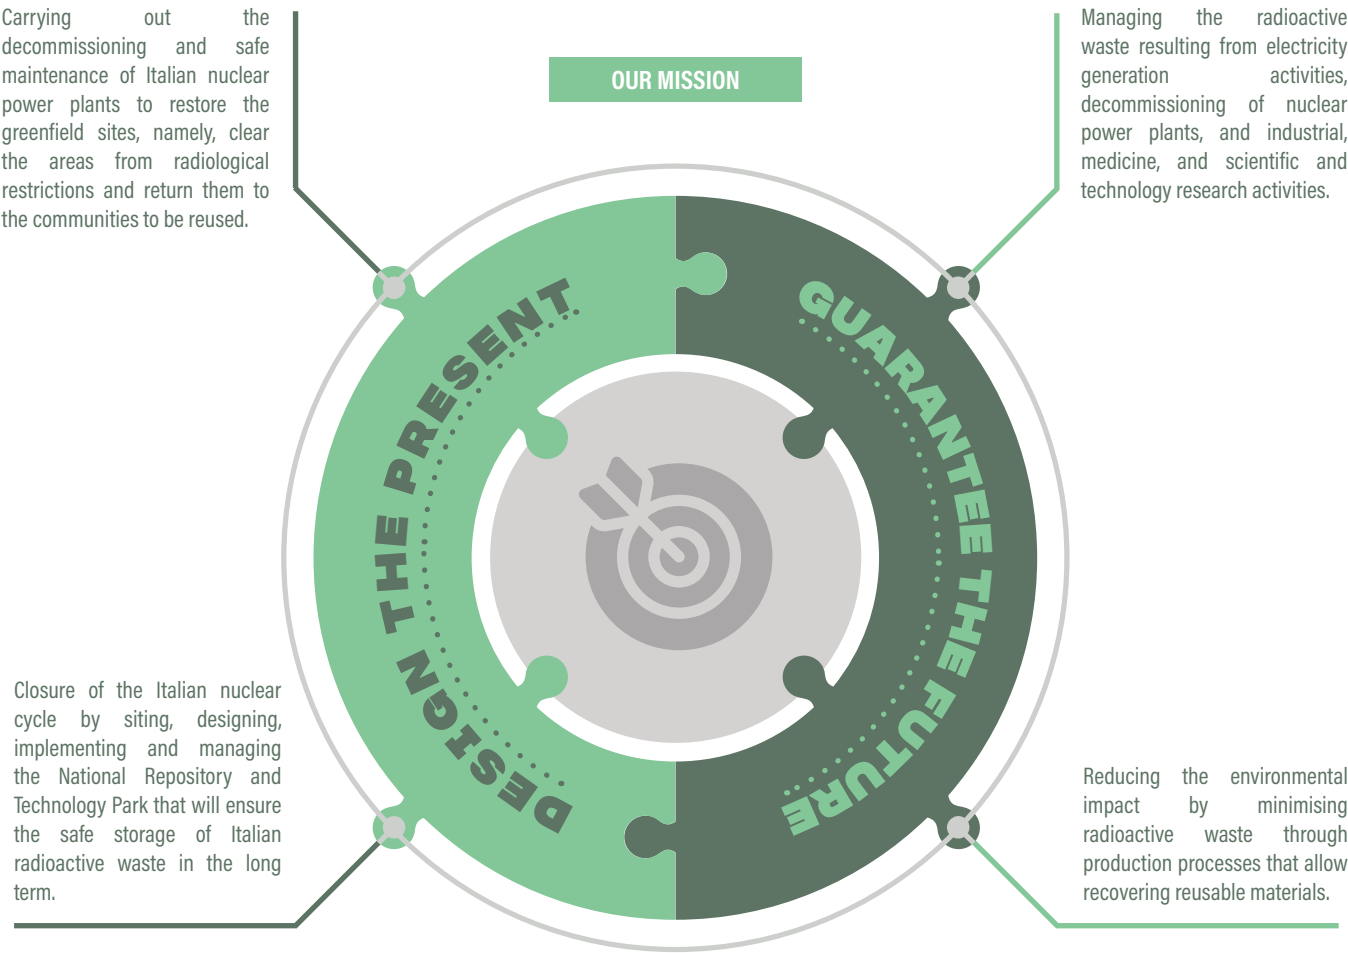 Carrying out the
decommissioning and safe
maintenance of Italian nuclear
power plants to restore the
greenfield sites, namely, clear
the areas from radiological
restrictions and return them to
the communities to be reused.
OUR MISSION
Managing the radioactive
waste resulting from electricity
generation activities,
decommissioning of nuclear
power plants, and industrial,
medicine, and scientific and
technology research activities.
DESIGN THE PRESENT
GUARANTEE THE FUTURE
Closure of the Italian nuclear
cycle by siting, designing,
implementing and managing
the National Repository and
Technology Park that will ensure
the safe storage of Italian
radioactive waste in the long
term.
Reducing the environmental
impact by minimising
radioactive waste through
production processes that allow
recovering reusable materials.